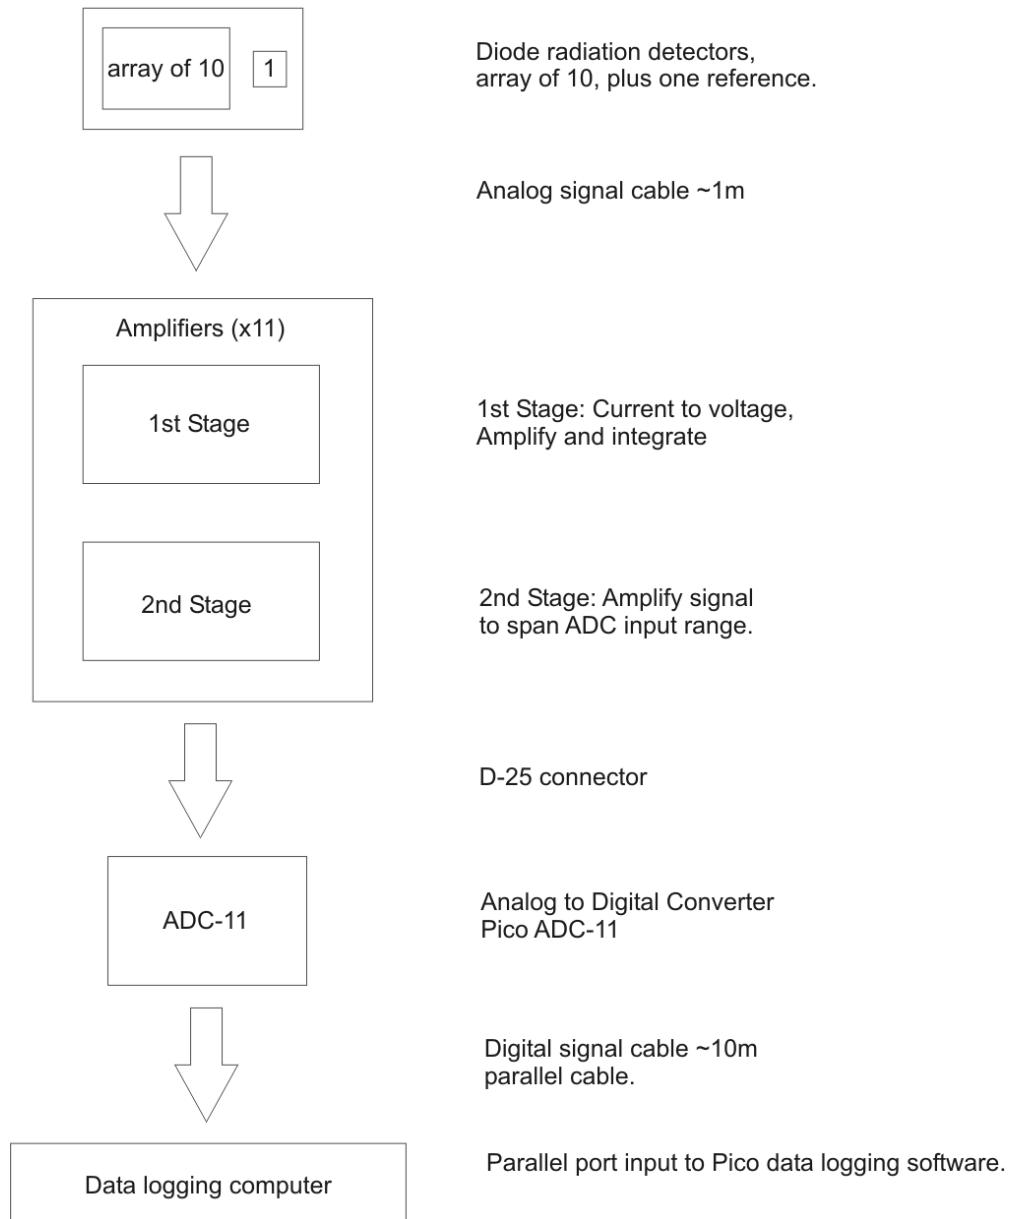 array of 10
1
Diode radiation detectors,
array of 10, plus one reference.
Analog signal cable ~1m
Amplifiers (x11)
1st Stage
1st Stage: Current to voltage,
Amplify and integrate
2nd Stage
2nd Stage: Amplify signal
to span ADC input range.
D-25 connector
ADC-11
Analog to Digital Converter
Pico ADC-11
Digital signal cable ~10m
parallel cable.
Data logging computer
Parallel port input to Pico data logging software.